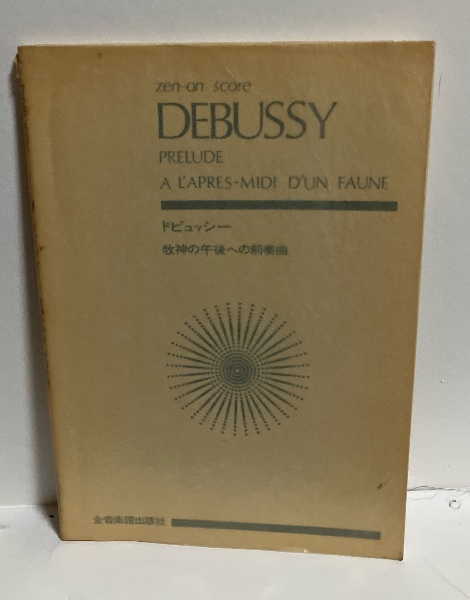 zen-on score
DEBUSSY
PRELUDE
A L'APRES-MIDI D'UN FAUNE
ドビュッシー
牧神の午後への前奏曲
全音楽譜出版社